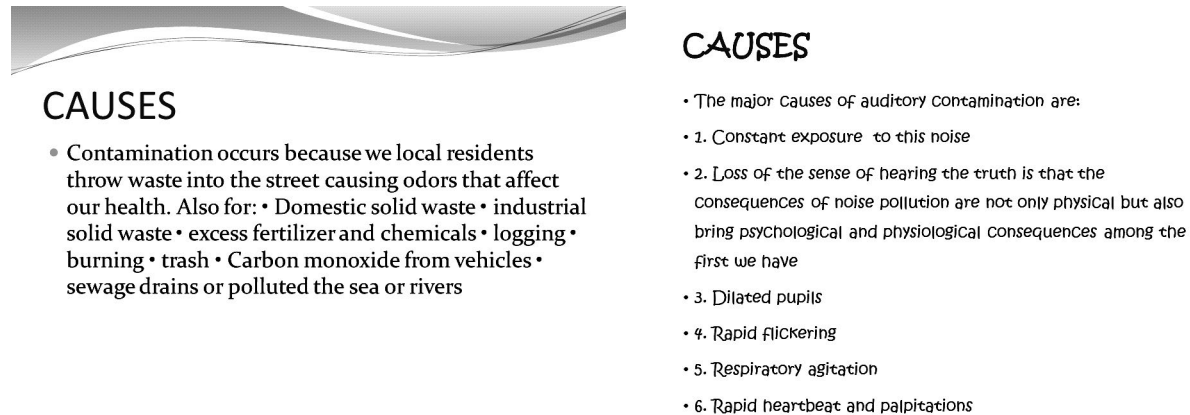 CAUSES
• Contamination occurs because we local residents
throw waste into the street causing odors that affect
our health. Also for: • Domestic solid waste • industrial
solid waste • excess fertilizer and chemicals • logging •
burning • trash • Carbon monoxide from vehicles •
sewage drains or polluted the sea or rivers
CAUSES
• The major causes of auditory contamination are:
• 1. Constant exposure to this noise
• 2. Loss of the sense of hearing the truth is that the
consequences of noise pollution are not only physical but also
bring psychological and physiological consequences among the
first we have
• 3. Dilated pupils
• 4. Rapid flickering
• 5. Respiratory agitation
• 6. Rapid heartbeat and palpitations